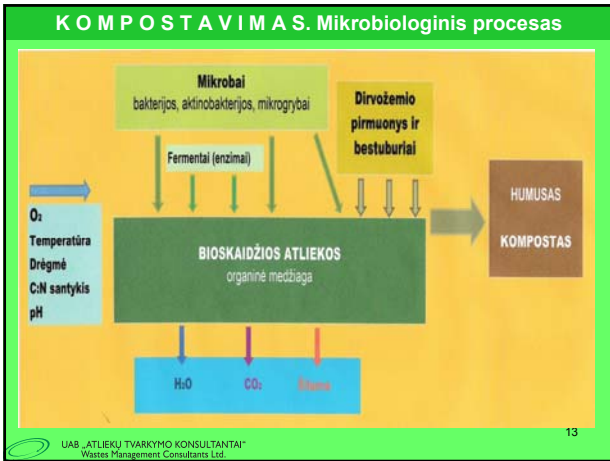 K O M P O S T A V I M A S. Mikrobiologinis procesas
Mikrobai
bakterijos, aktinobakterijos, mikrogrybai
Dirvožemio
pirmuonys ir
bestuburiai
Fermentai (enzimai)
O₂
Temperatūra
Drėgmė
C:N santykis
pH
BIOSKAIDŽIOS ATLIEKOS
organinė medžiaga
HUMUSAS
KOMPOSTAS
H₂O
CO₂
Šiluma
13
UAB „ATLIEKŲ TVARKYMO KONSULTANTAI"
Wastes Management Consultants Ltd.